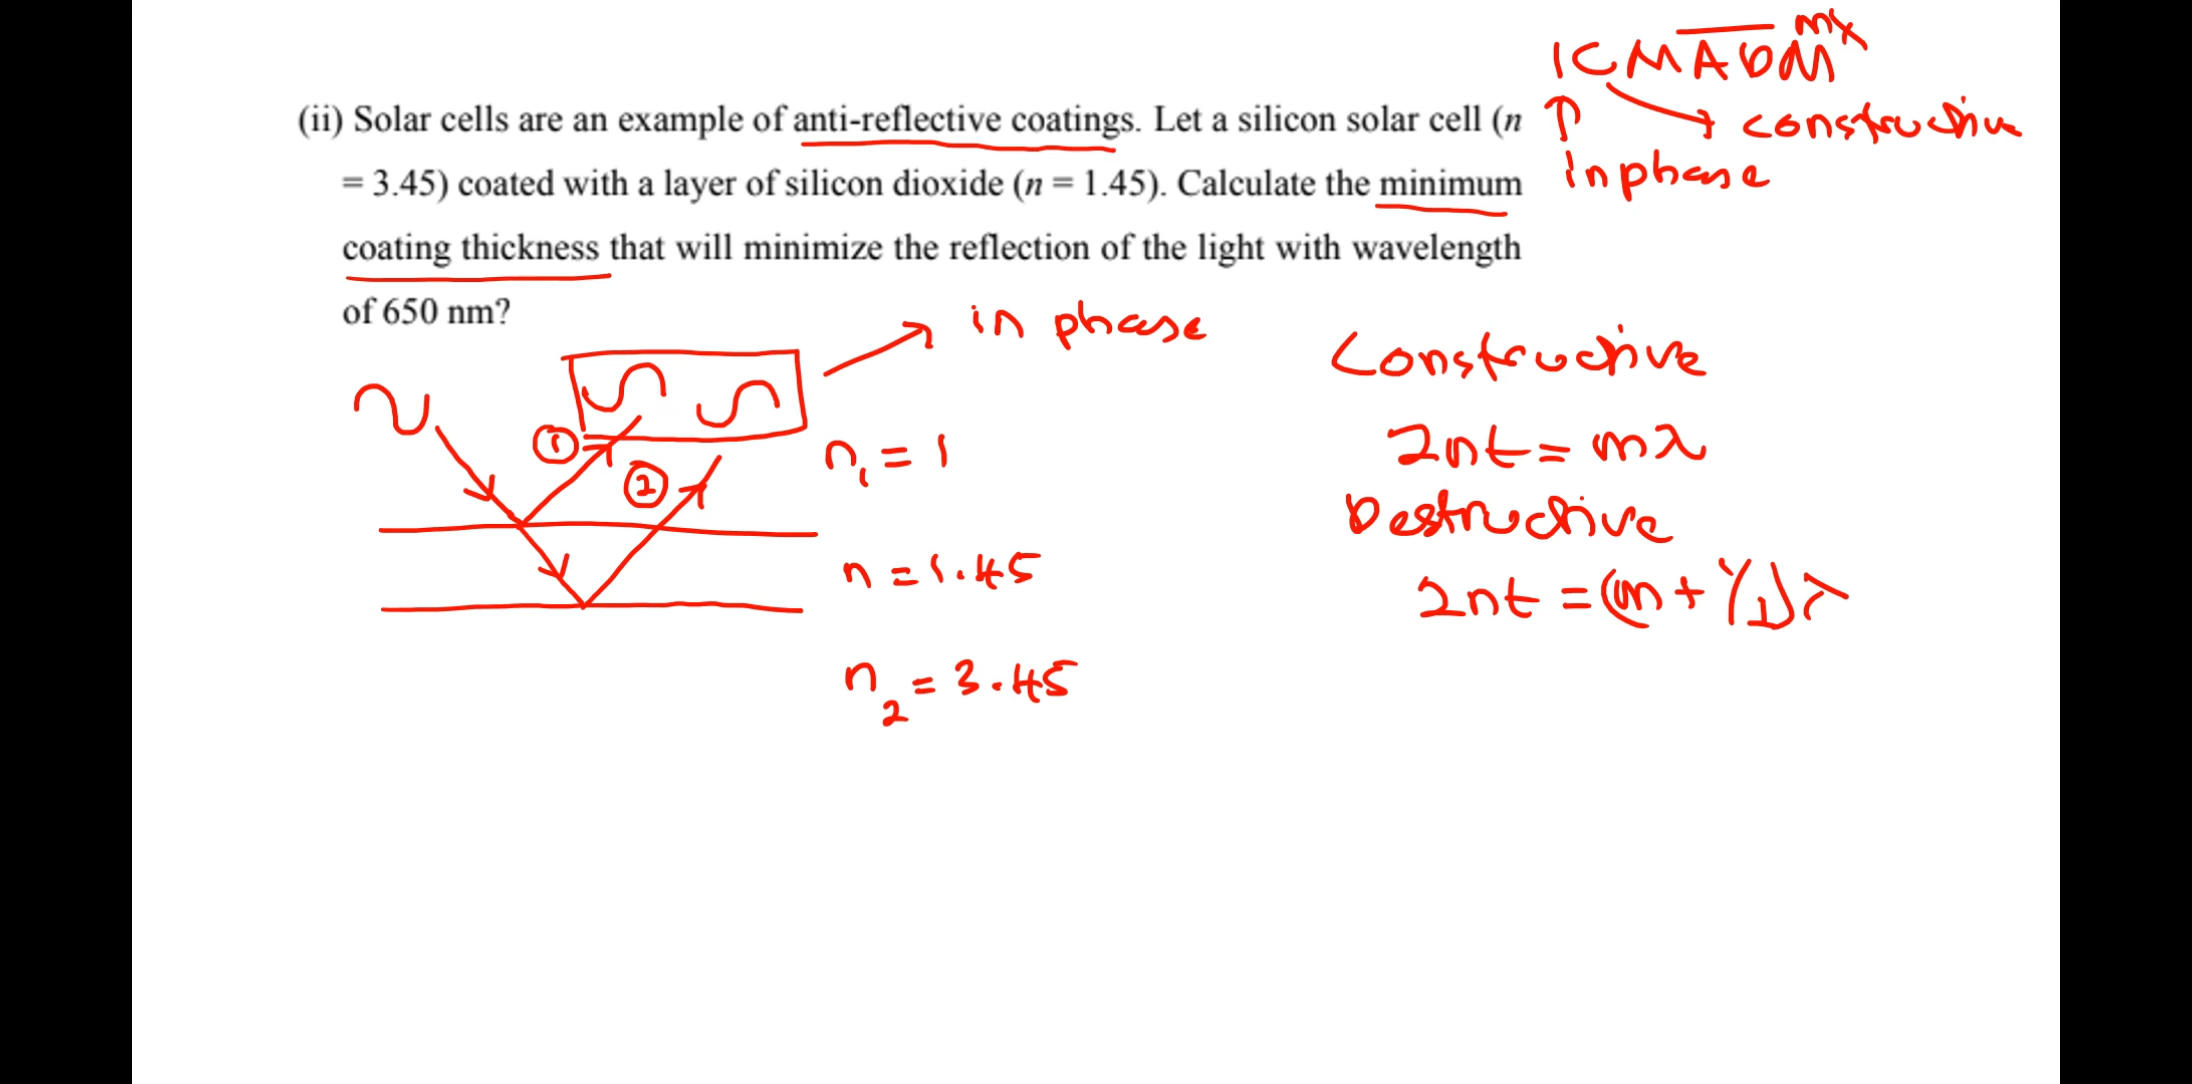 ICMADM mλ
constructive
in phase
(ii) Solar cells are an example of anti-reflective coatings. Let a silicon solar cell (n
= 3.45) coated with a layer of silicon dioxide (n = 1.45). Calculate the minimum
coating thickness that will minimize the reflection of the light with wavelength
of 650 nm?
in phase
① ②
n₁ = 1
n = 1.45
n₂ = 3.45
Constructive
2nt = mλ
Destructive
2nt = (m + 1/2)λ